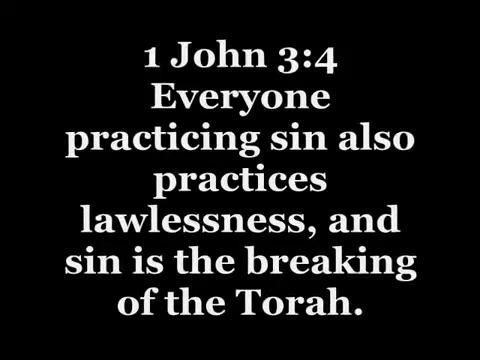 1 John 3:4
Everyone
practicing sin also
practices
lawlessness, and
sin is the breaking
of the Torah.